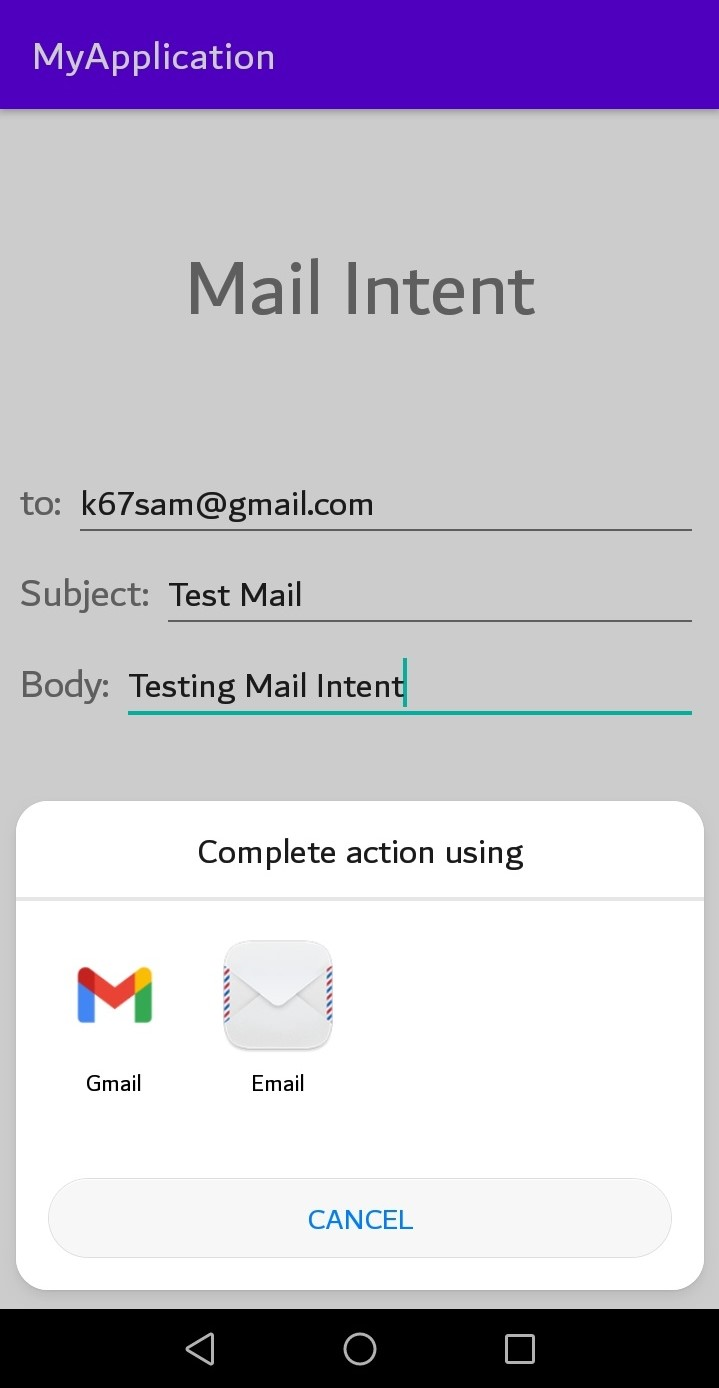 MyApplication
Mail Intent
to: k67sam@gmail.com
Subject: Test Mail
Body: Testing Mail Intent
Complete action using
Gmail Email
CANCEL